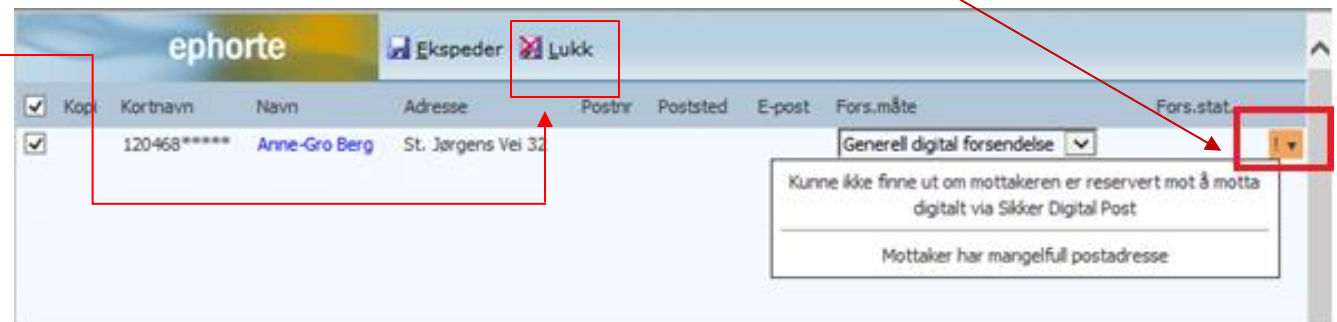 ephorte Ekspeder Lukk
Kopi Kortnavn Navn Adresse Postnr Poststed E-post Fors.måte Fors.stat.
120468***** Anne-Gro Berg St. Jørgens Vei 32 Generell digital forsendelse !
Kunne ikke finne ut om mottakeren er reservert mot å motta
digitalt via Sikker Digital Post
Mottaker har mangelfull postadresse